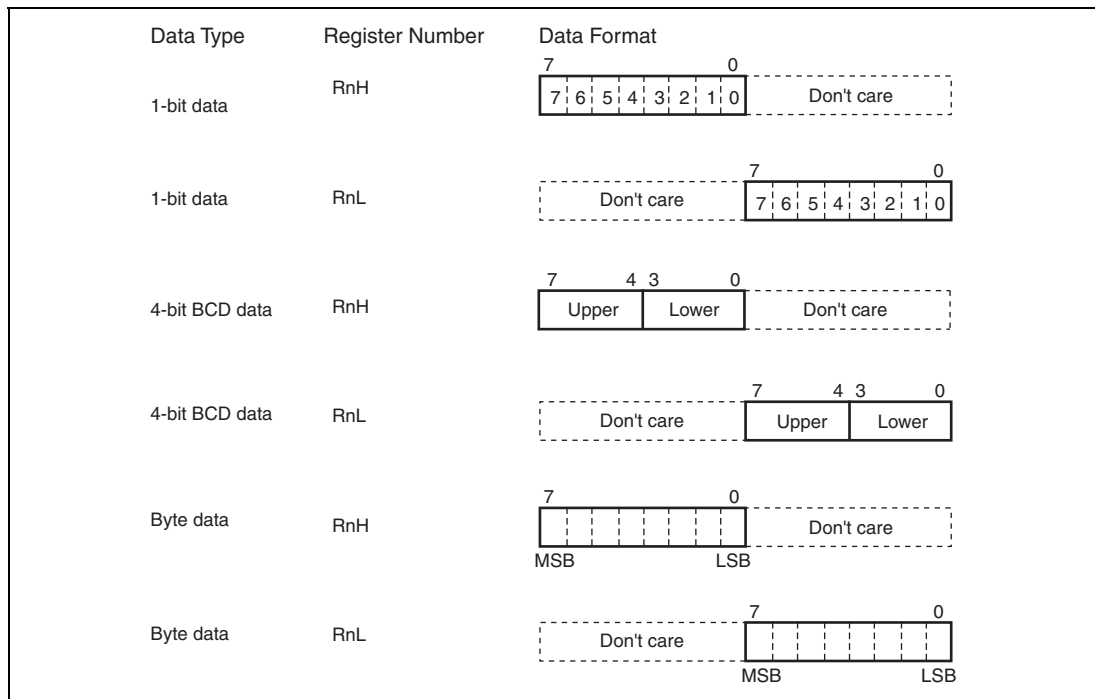 Data Type Register Number Data Format
7 0
1-bit data RnH 7 6 5 4 3 2 1 0 Don't care
7 0
1-bit data RnL Don't care 7 6 5 4 3 2 1 0
7 4 3 0
4-bit BCD data RnH Upper Lower Don't care
7 4 3 0
4-bit BCD data RnL Don't care Upper Lower
7 0
Byte data RnH Don't care
MSB LSB
7 0
Byte data RnL Don't care
MSB LSB